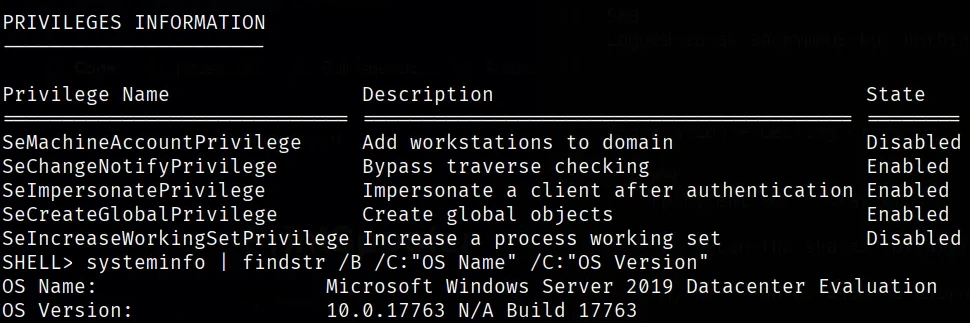 PRIVILEGES INFORMATION
----------------------
Privilege Name Description State
============================= ========================================= ========
SeMachineAccountPrivilege Add workstations to domain Disabled
SeChangeNotifyPrivilege Bypass traverse checking Enabled
SeImpersonatePrivilege Impersonate a client after authentication Enabled
SeCreateGlobalPrivilege Create global objects Enabled
SeIncreaseWorkingSetPrivilege Increase a process working set Disabled
SHELL> systeminfo | findstr /B /C:"OS Name" /C:"OS Version"
OS Name: Microsoft Windows Server 2019 Datacenter Evaluation
OS Version: 10.0.17763 N/A Build 17763